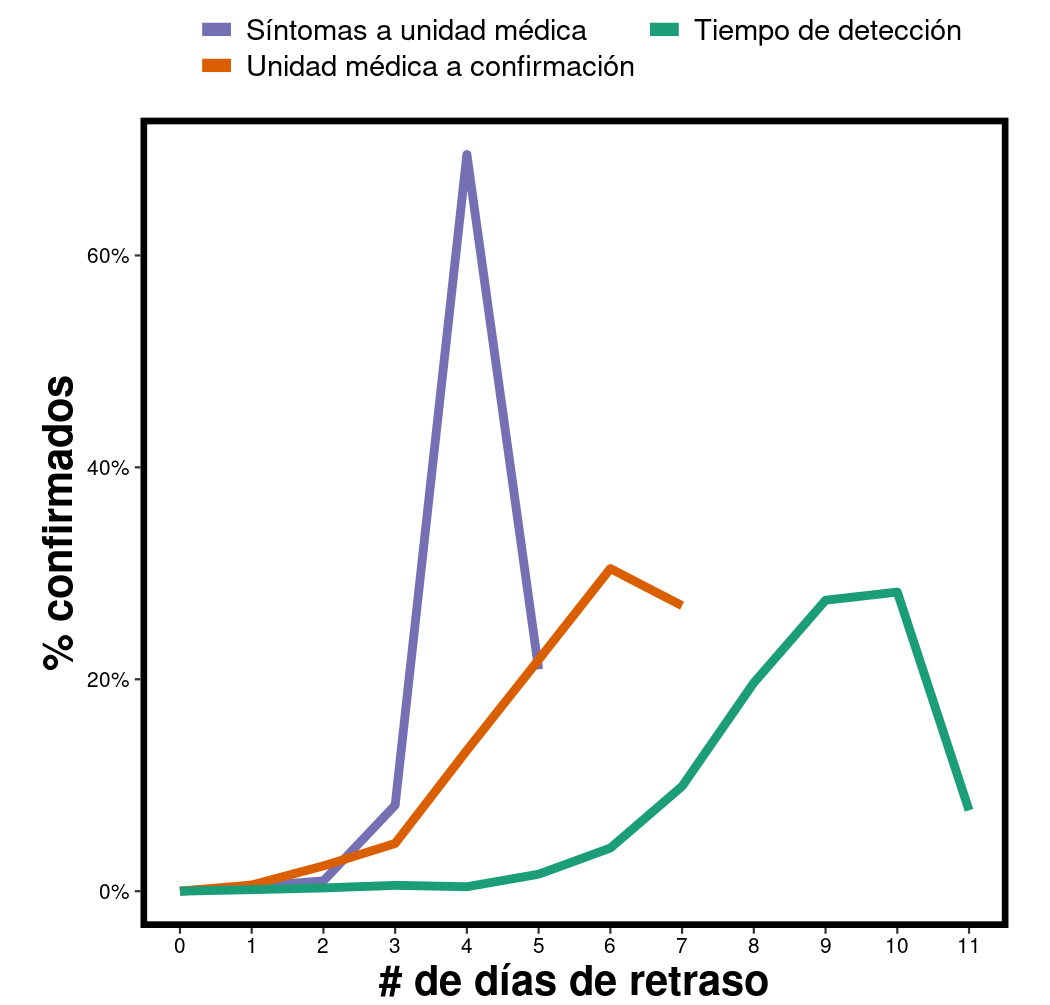 Síntomas a unidad médica
Tiempo de detección
Unidad médica a confirmación
% confirmados
60%
40%
20%
0%
0 1 2 3 4 5 6 7 8 9 10 11
# de días de retraso